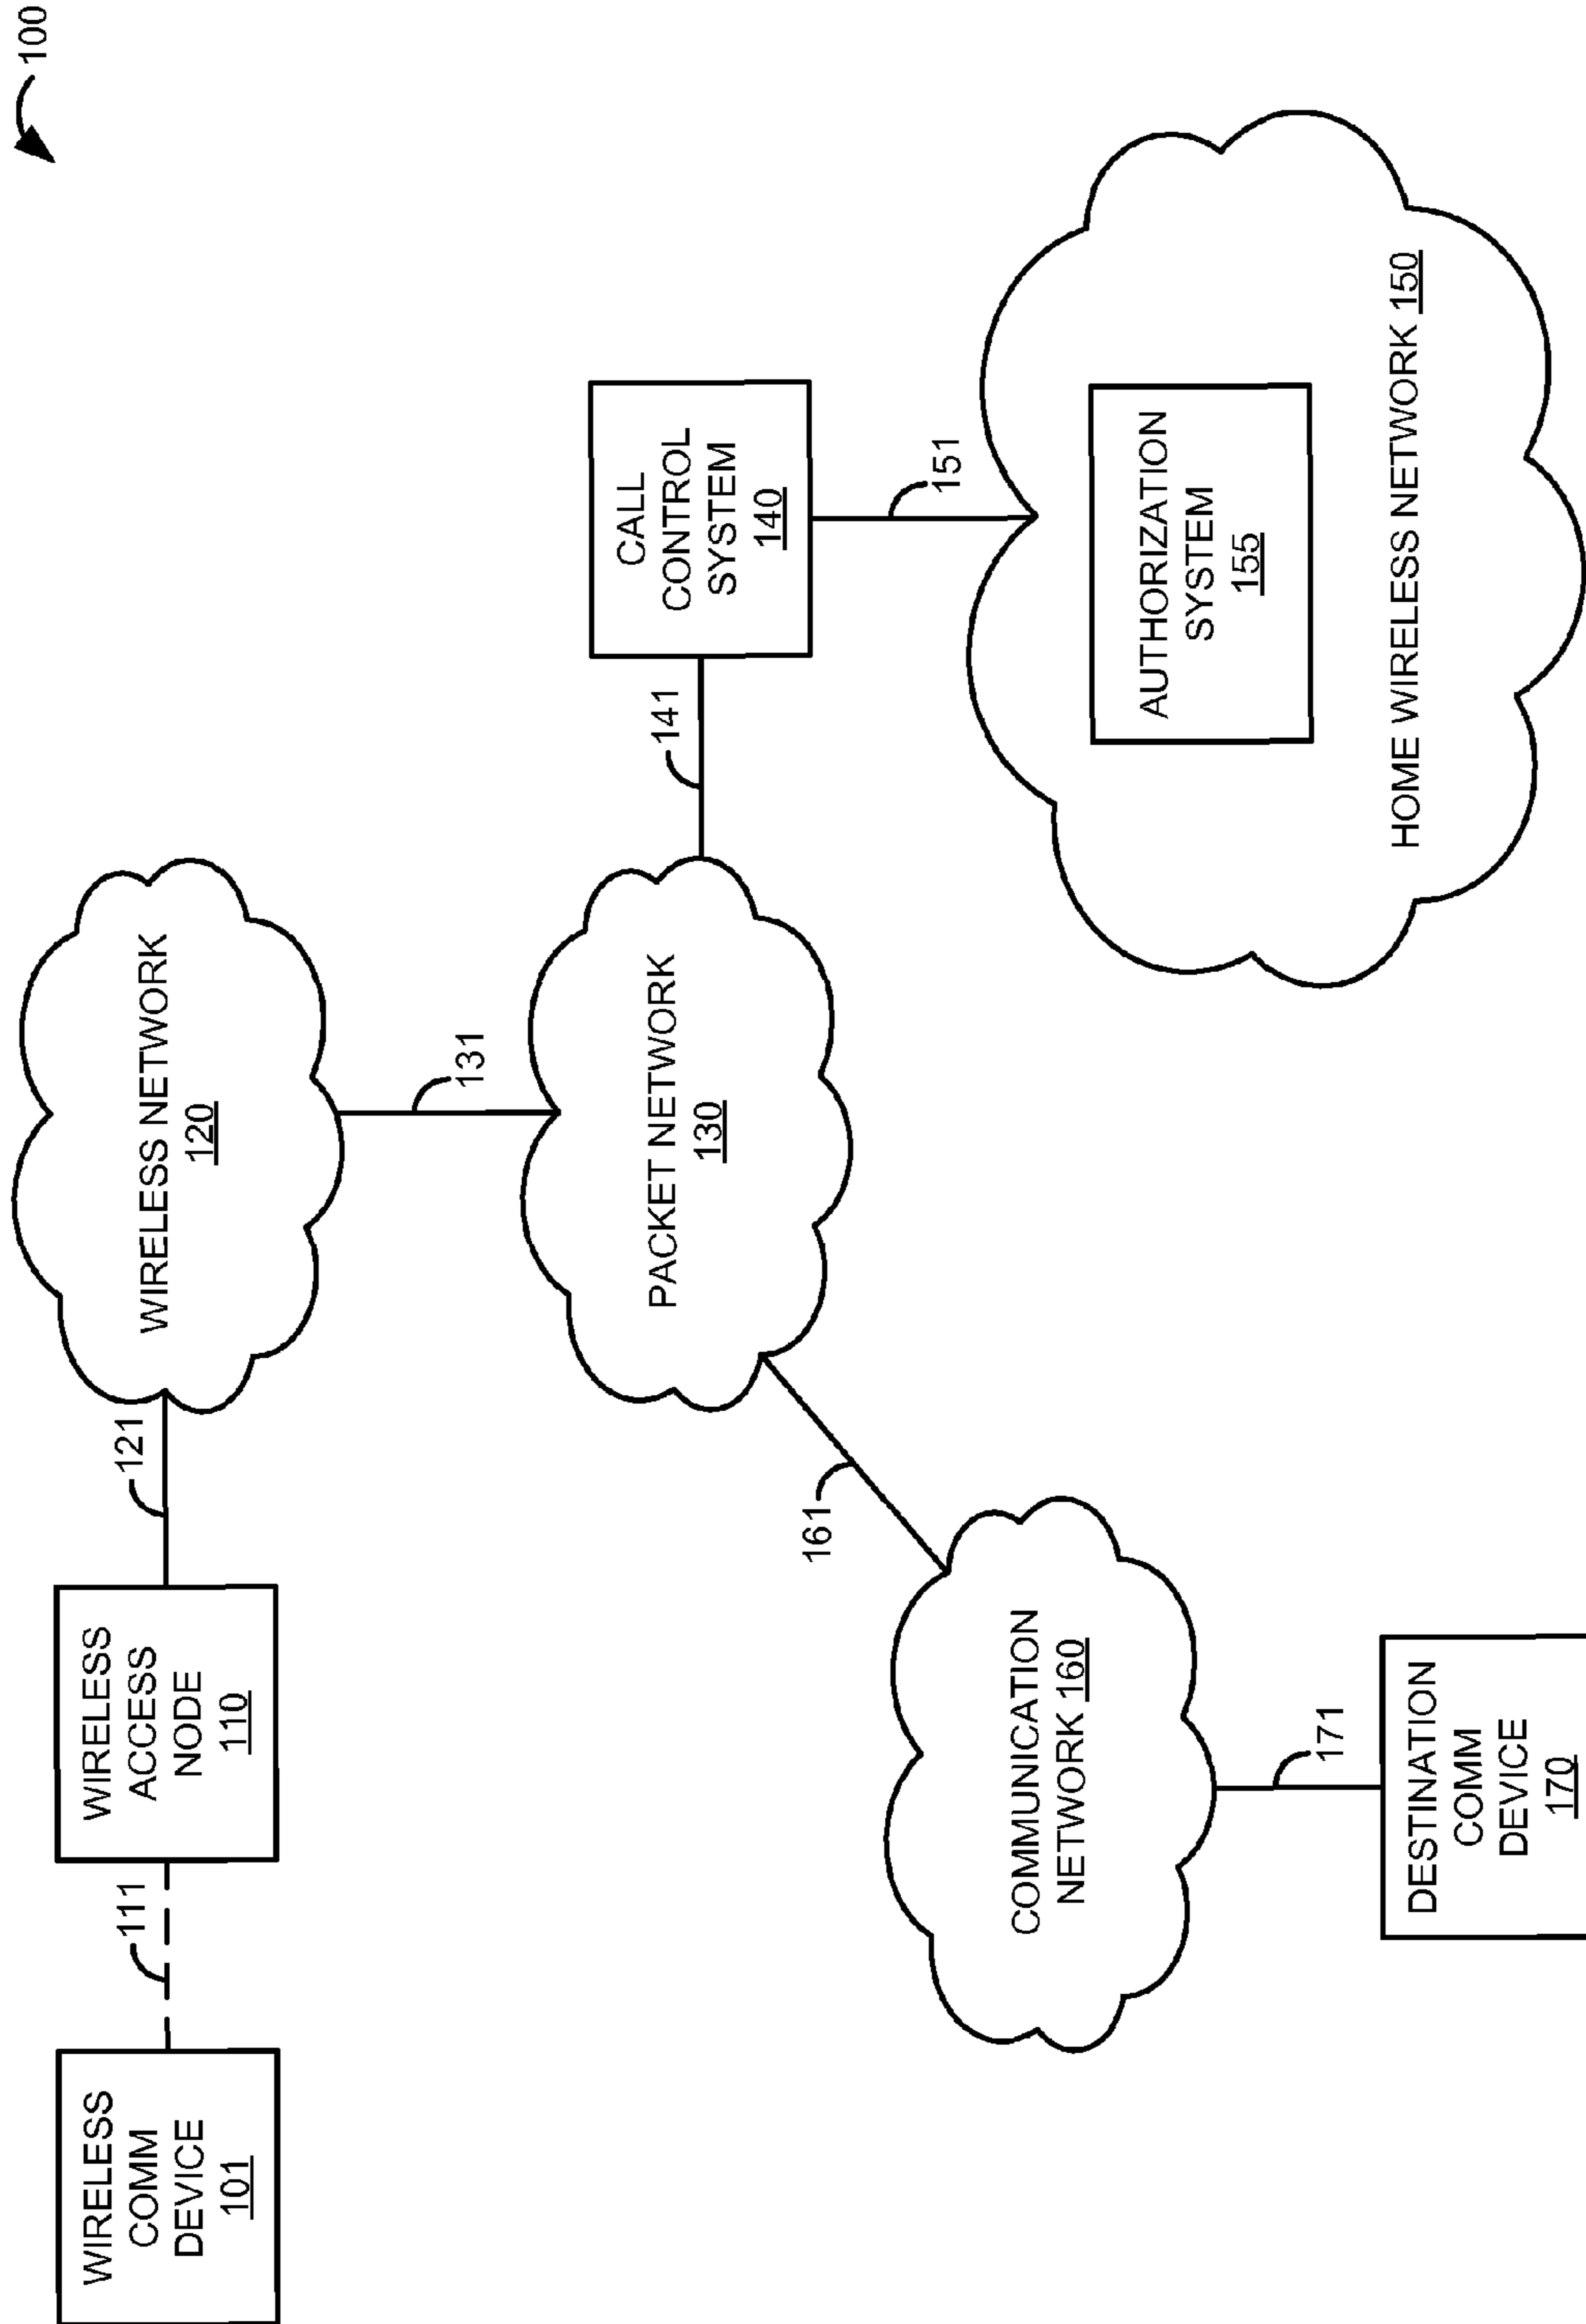 100
WIRELESS
COMM
DEVICE
101
111
WIRELESS
ACCESS
NODE
110
121
WIRELESS NETWORK
120
131
PACKET NETWORK
130
141
CALL
CONTROL
SYSTEM
140
151
AUTHORIZATION
SYSTEM
155
HOME WIRELESS NETWORK 150
161
COMMUNICATION
NETWORK 160
171
DESTINATION
COMM
DEVICE
170